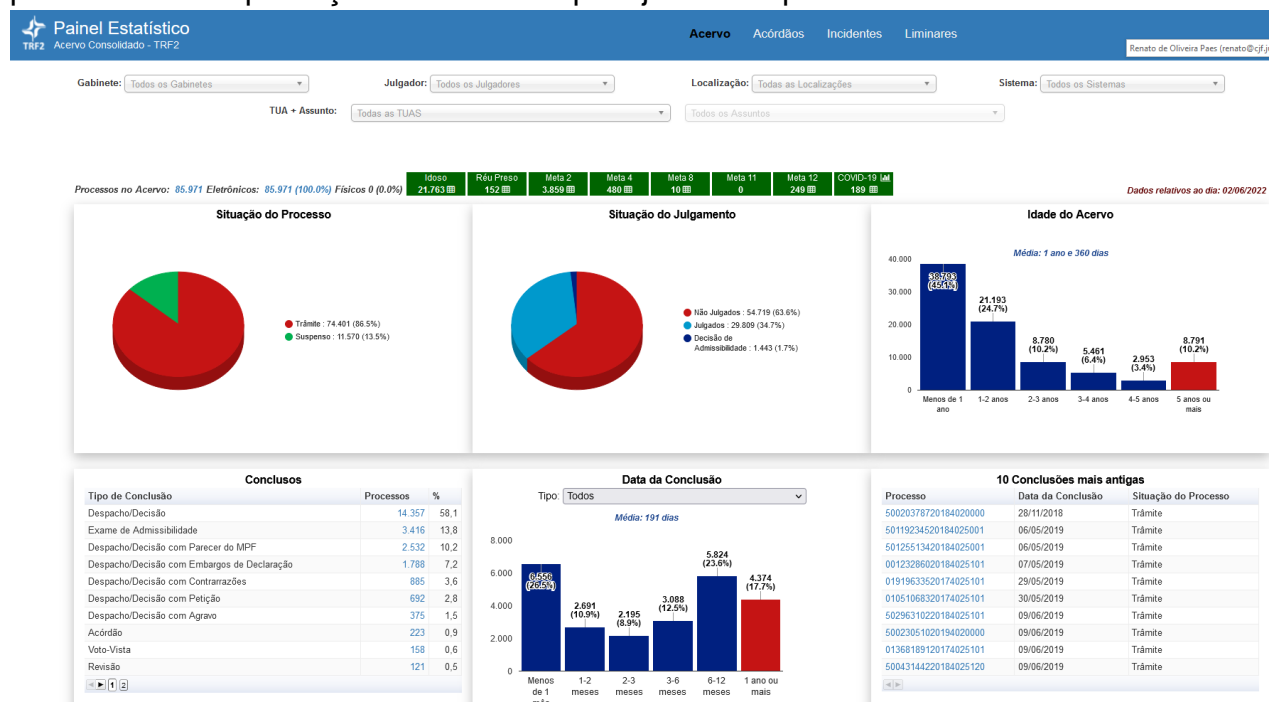 Painel Estatístico
TRF2 Acervo Consolidado - TRF2
Acervo Acórdãos Incidentes Liminares
Renato de Oliveira Paes (renato@cjf.ju
Gabinete: Todos os Gabinetes Julgador: Todos os Julgadores Localização: Todas as Localizações Sistema: Todos os Sistemas
TUA + Assunto: Todas as TUAS Todos os Assuntos
Processos no Acervo: 85.971 Eletrônicos: 85.971 (100.0%) Físicos 0 (0.0%)
Idoso 21.763
Réu Preso 152
Meta 2 3.859
Meta 4 480
Meta 8 10
Meta 11 0
Meta 12 249
COVID-19 189
Dados relativos ao dia: 02/06/2022
Situação do Processo
Trâmite : 74.401 (86.5%)
Suspenso : 11.570 (13.5%)
Situação do Julgamento
Não Julgados : 54.719 (63.6%)
Julgados : 29.809 (34.7%)
Decisão de
Admissibilidade : 1.443 (1.7%)
Idade do Acervo
Média: 1 ano e 360 dias
40.000
30.000
20.000
10.000
0
38.793 (45.1%)
21.193 (24.7%)
8.780 (10.2%)
5.461 (6.4%)
2.953 (3.4%)
8.791 (10.2%)
Menos de 1 ano
1-2 anos
2-3 anos
3-4 anos
4-5 anos
5 anos ou mais
Conclusos
Tipo de Conclusão Processos %
Despacho/Decisão 14.357 58,1
Exame de Admissibilidade 3.416 13,8
Despacho/Decisão com Parecer do MPF 2.532 10,2
Despacho/Decisão com Embargos de Declaração 1.788 7,2
Despacho/Decisão com Contrarrazões 885 3,6
Despacho/Decisão com Petição 692 2,8
Despacho/Decisão com Agravo 375 1,5
Acórdão 223 0,9
Voto-Vista 158 0,6
Revisão 121 0,5
1 2
Data da Conclusão
Tipo: Todos
Média: 191 dias
8.000
6.000
4.000
2.000
0
6.556 (26.5%)
2.691 (10.9%)
2.195 (8.9%)
3.088 (12.5%)
5.824 (23.6%)
4.374 (17.7%)
Menos de 1 mês
1-2 meses
2-3 meses
3-6 meses
6-12 meses
1 ano ou mais
10 Conclusões mais antigas
Processo Data da Conclusão Situação do Processo
50020378720184020000 28/11/2018 Trâmite
50119234520184025001 06/05/2019 Trâmite
50125513420184025001 06/05/2019 Trâmite
00123286020184025101 07/05/2019 Trâmite
01919633520174025101 29/05/2019 Trâmite
01051068320174025101 30/05/2019 Trâmite
50296310220184025101 09/06/2019 Trâmite
50023051020194020000 09/06/2019 Trâmite
01368189120174025101 09/06/2019 Trâmite
50043144220184025120 09/06/2019 Trâmite